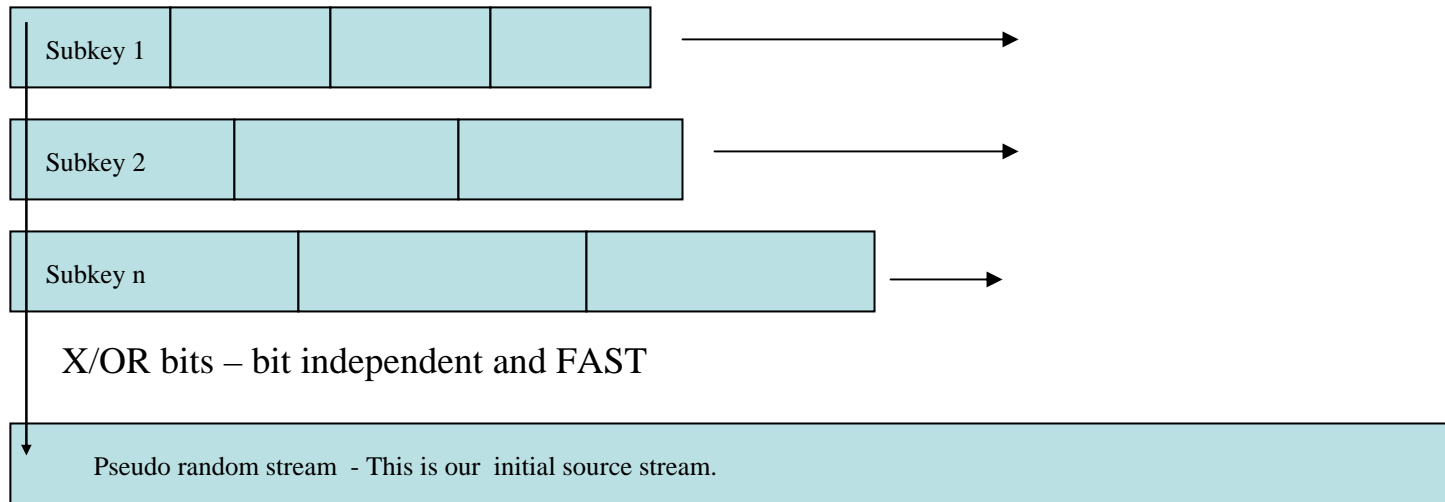 Subkey 1
Subkey 2
Subkey n
X/OR bits – bit independent and FAST
Pseudo random stream - This is our initial source stream.